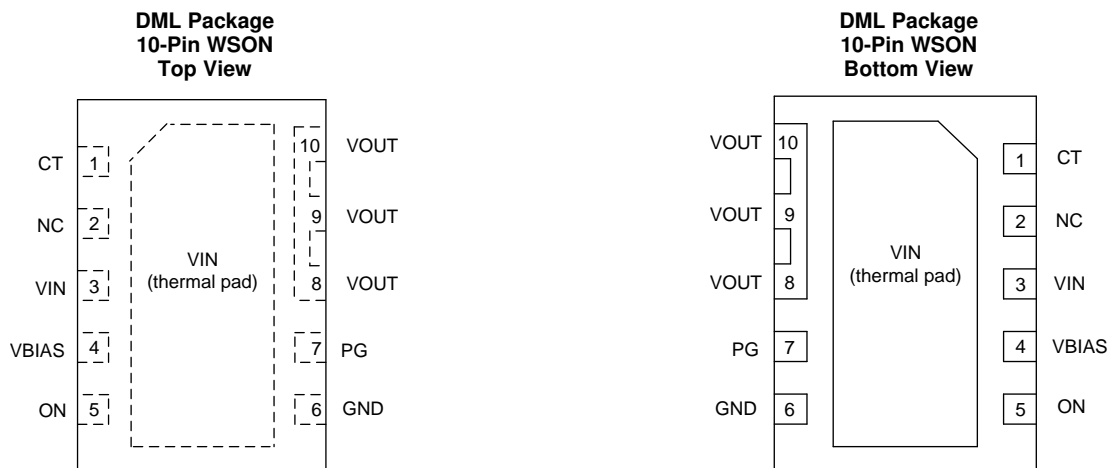 DML Package
10-Pin WSON
Top View
CT 1
NC 2
VIN 3
VBIAS 4
ON 5
VIN
(thermal pad)
10 VOUT
9 VOUT
8 VOUT
7 PG
6 GND
DML Package
10-Pin WSON
Bottom View
VOUT 10
VOUT 9
VOUT 8
PG 7
GND 6
VIN
(thermal pad)
1 CT
2 NC
3 VIN
4 VBIAS
5 ON